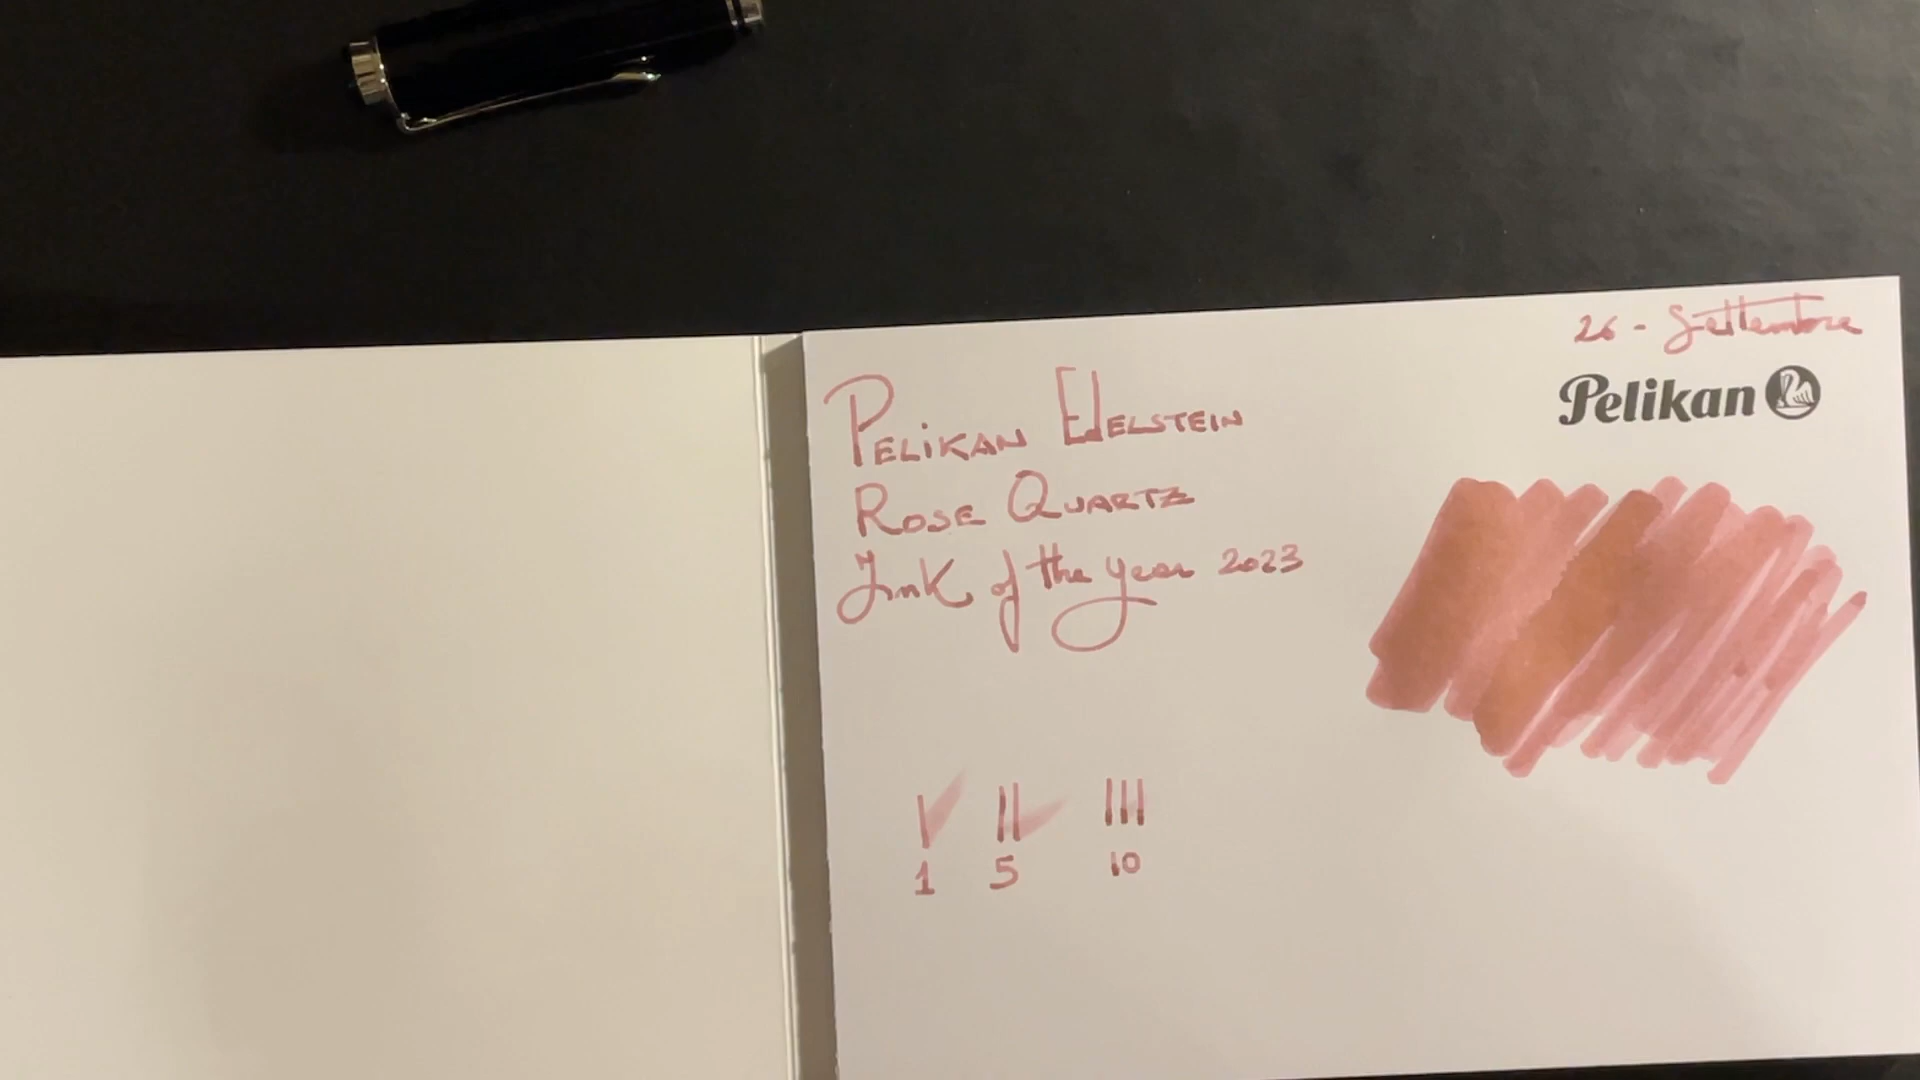 26 - Settembre
Pelikan
Pelikan Edelstein
Rose Quartz
Ink of the year 2023
1 5 10